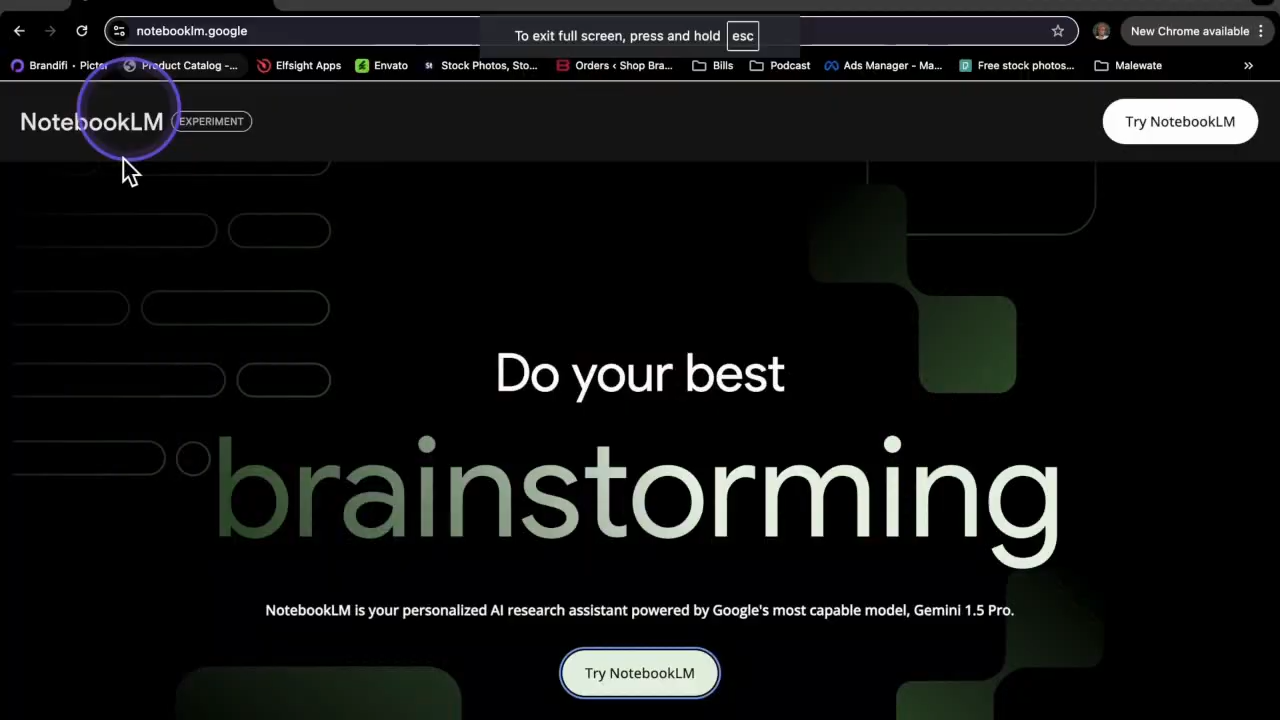 notebooklm.google
To exit full screen, press and hold esc
New Chrome available
Brandifi · Pictor
Product Catalog -...
Elfsight Apps
Envato
St Stock Photos, Sto...
Orders ‹ Shop Bra...
Bills
Podcast
Ads Manager - Ma...
Free stock photos...
Malewate
NotebookLM
EXPERIMENT
Try NotebookLM
Do your best
brainstorming
NotebookLM is your personalized AI research assistant powered by Google's most capable model, Gemini 1.5 Pro.
Try NotebookLM